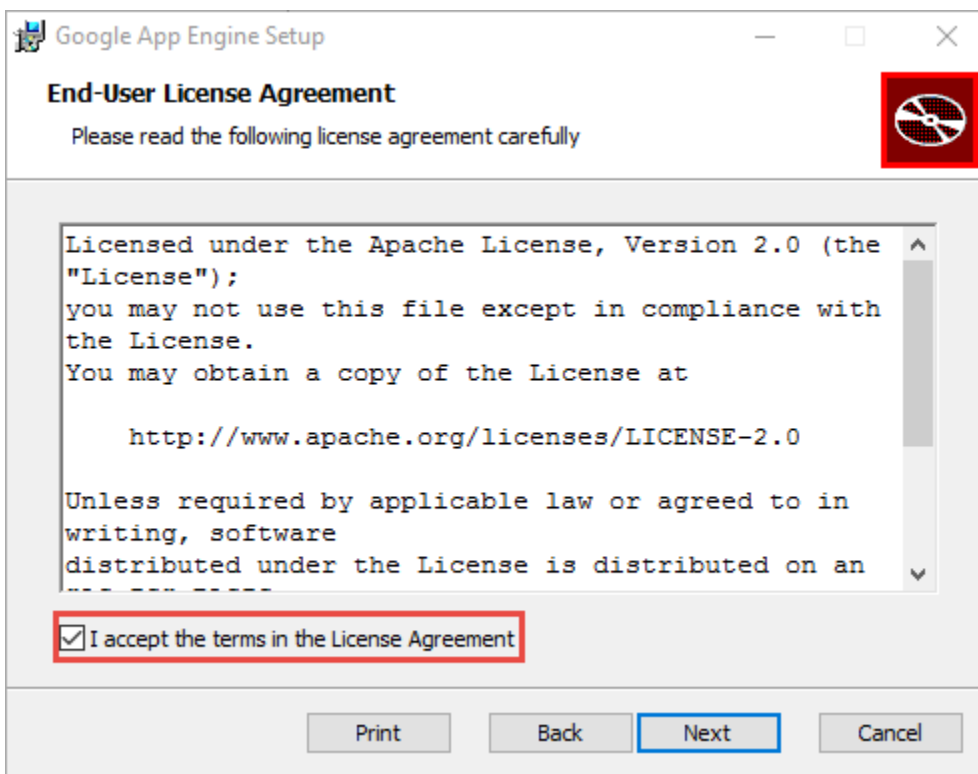 Google App Engine Setup
End-User License Agreement
Please read the following license agreement carefully
Licensed under the Apache License, Version 2.0 (the
"License");
you may not use this file except in compliance with
the License.
You may obtain a copy of the License at
http://www.apache.org/licenses/LICENSE-2.0
Unless required by applicable law or agreed to in
writing, software
distributed under the License is distributed on an
I accept the terms in the License Agreement
Print Back Next Cancel